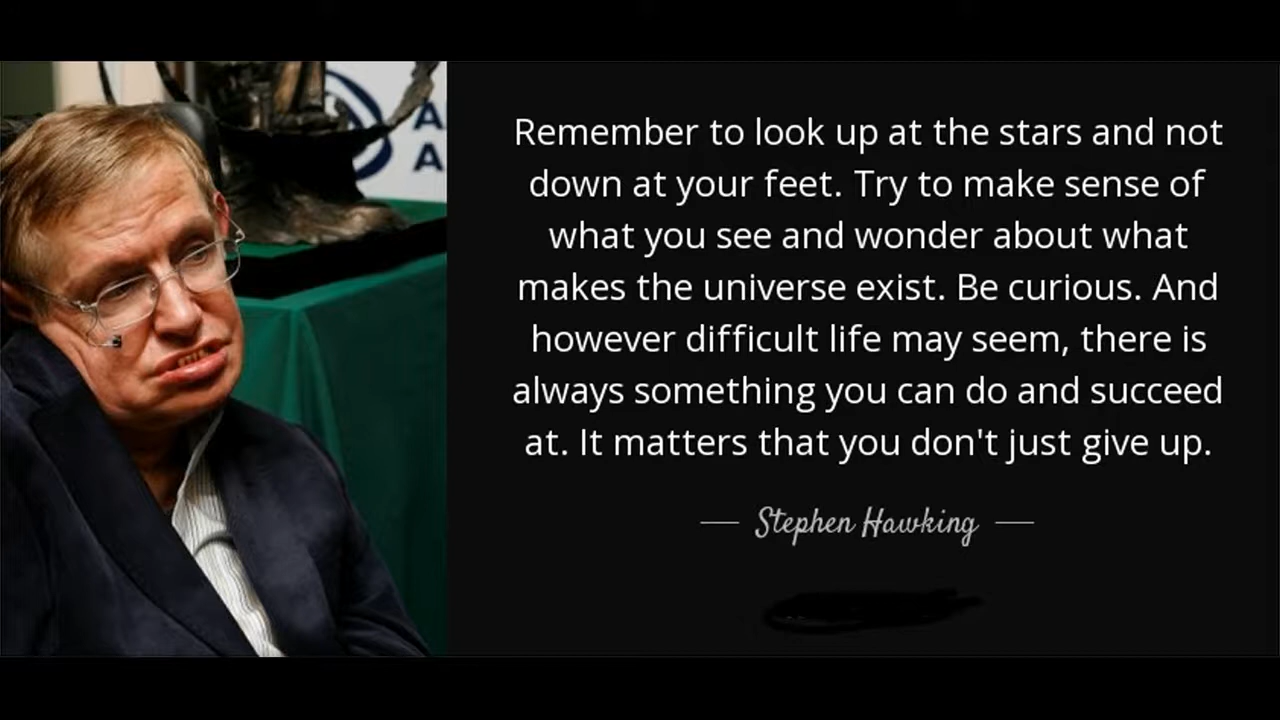 A
A
Remember to look up at the stars and not
down at your feet. Try to make sense of
what you see and wonder about what
makes the universe exist. Be curious. And
however difficult life may seem, there is
always something you can do and succeed
at. It matters that you don't just give up.
Stephen Hawking